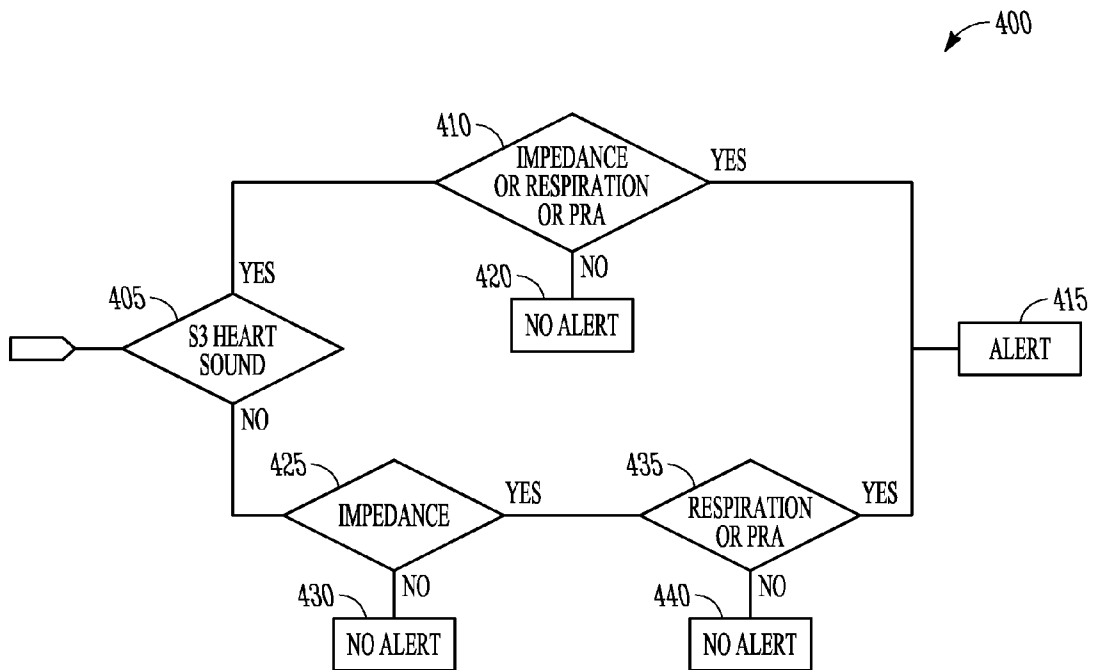 400
410
IMPEDANCE
OR RESPIRATION
OR PRA
YES
NO
420
NO ALERT
YES
405
S3 HEART
SOUND
NO
415
ALERT
425
IMPEDANCE
YES
435
RESPIRATION
OR PRA
YES
NO
430
NO ALERT
NO
440
NO ALERT